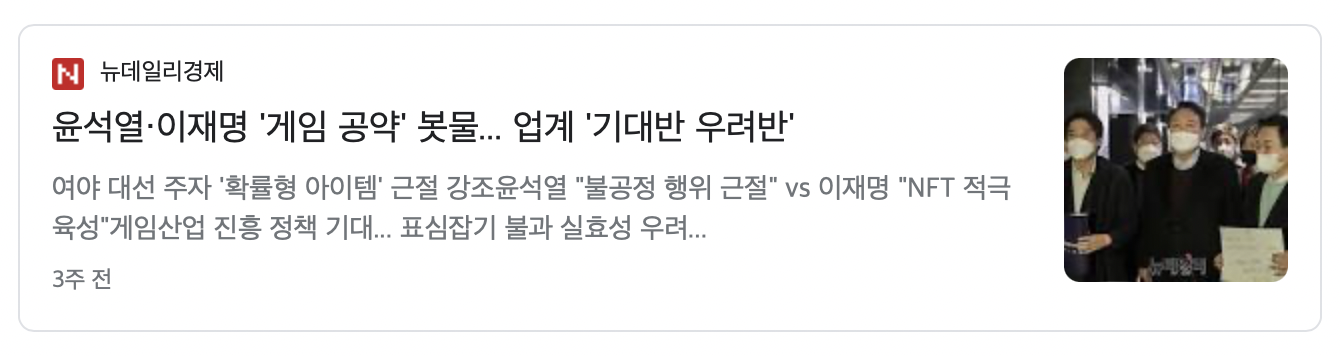 뉴데일리경제
윤석열·이재명 '게임 공약' 봇물... 업계 '기대반 우려반'
여야 대선 주자 '확률형 아이템' 근절 강조윤석열 "불공정 행위 근절" vs 이재명 "NFT 적극
육성"게임산업 진흥 정책 기대... 표심잡기 불과 실효성 우려...
3주 전
뉴데일리